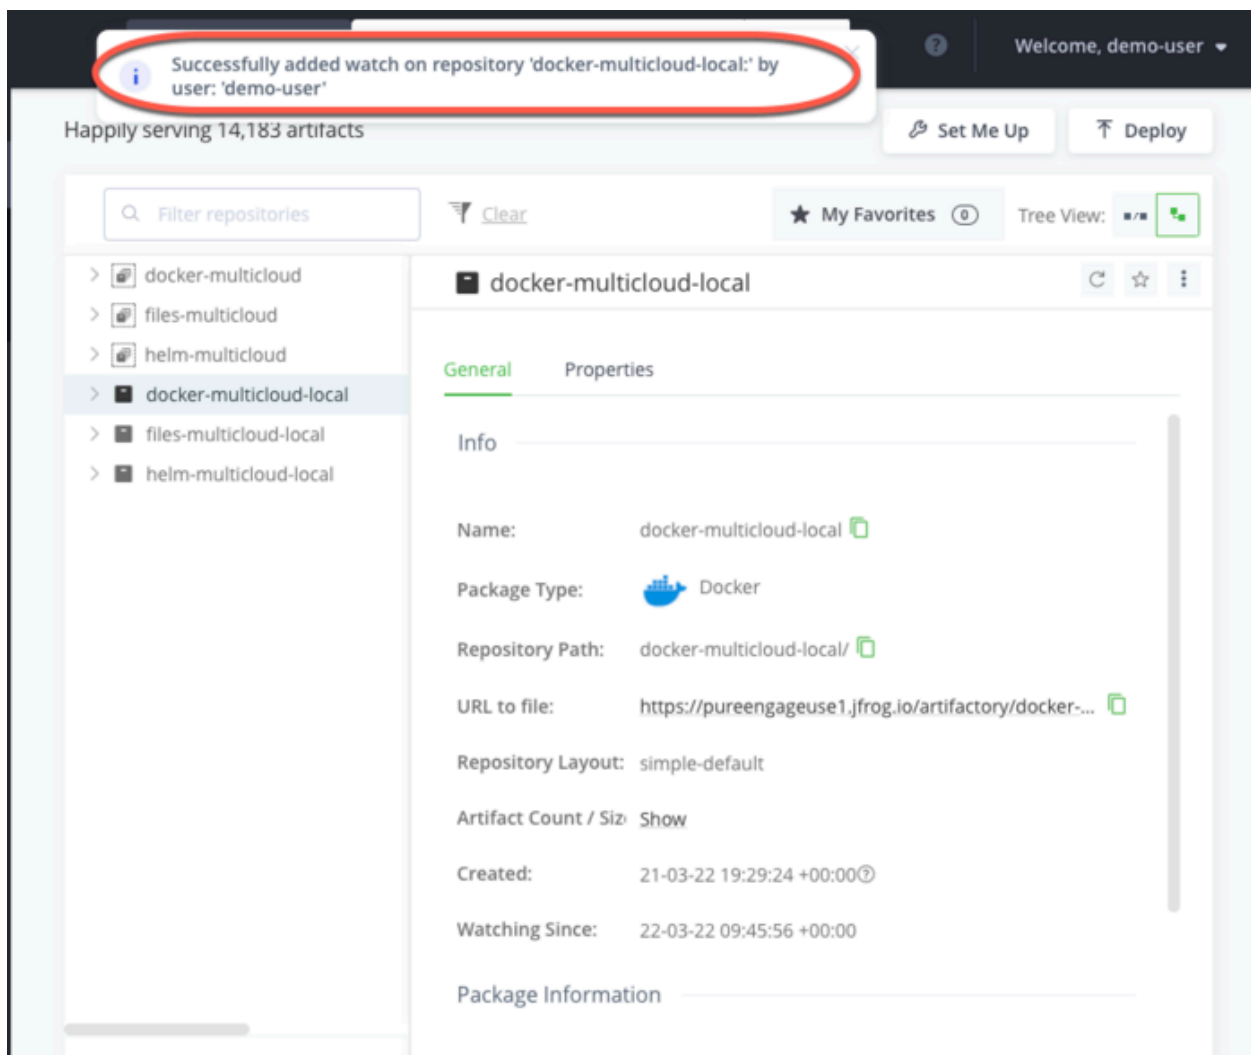 Successfully added watch on repository 'docker-multicloud-local:' by
user: 'demo-user'
Welcome, demo-user
Happily serving 14,183 artifacts
Set Me Up
Deploy
Filter repositories
Clear
My Favorites 0
Tree View:
docker-multicloud
files-multicloud
helm-multicloud
docker-multicloud-local
files-multicloud-local
helm-multicloud-local
docker-multicloud-local
General Properties
Info
Name: docker-multicloud-local
Package Type: Docker
Repository Path: docker-multicloud-local/
URL to file: https://pureengageuse1.jfrog.io/artifactory/docker-...
Repository Layout: simple-default
Artifact Count / Siz Show
Created: 21-03-22 19:29:24 +00:00
Watching Since: 22-03-22 09:45:56 +00:00
Package Information